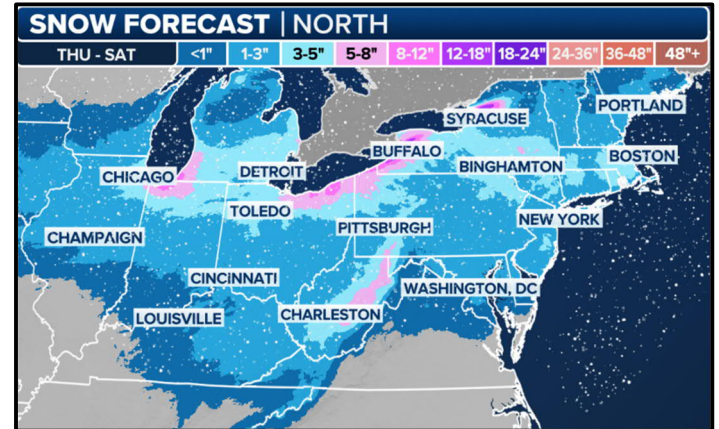 SNOW FORECAST | NORTH
THU - SAT <1" 1-3" 3-5" 5-8" 8-12" 12-18" 18-24" 24-36" 36-48" 48"+
PORTLAND
SYRACUSE
BUFFALO
BOSTON
BINGHAMTON
DETROIT
CHICAGO
TOLEDO
NEW YORK
PITTSBURGH
CHAMPAIGN
CINCINNATI
WASHINGTON, DC
CHARLESTON
LOUISVILLE